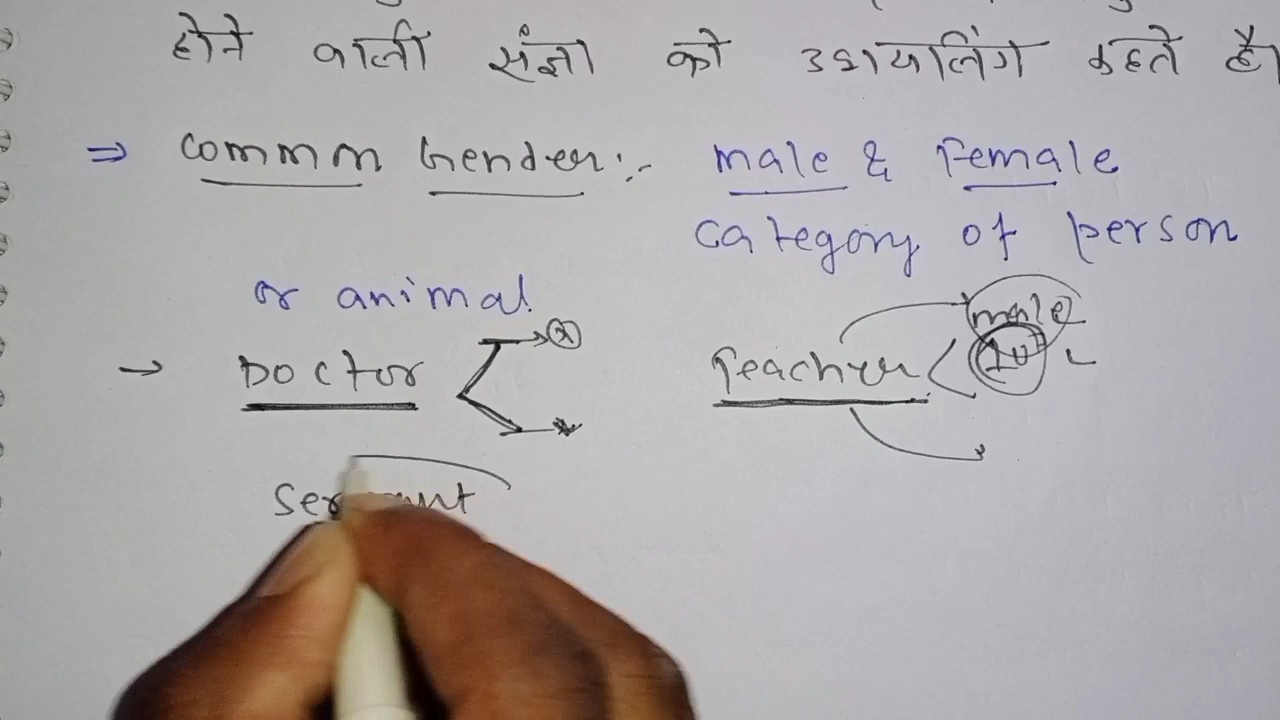 होने वाली संज्ञा को उभयलिंग कहते है।
⇒ Common Gender :- male & Female
category of person
or animal
→ Doctor Teacher male